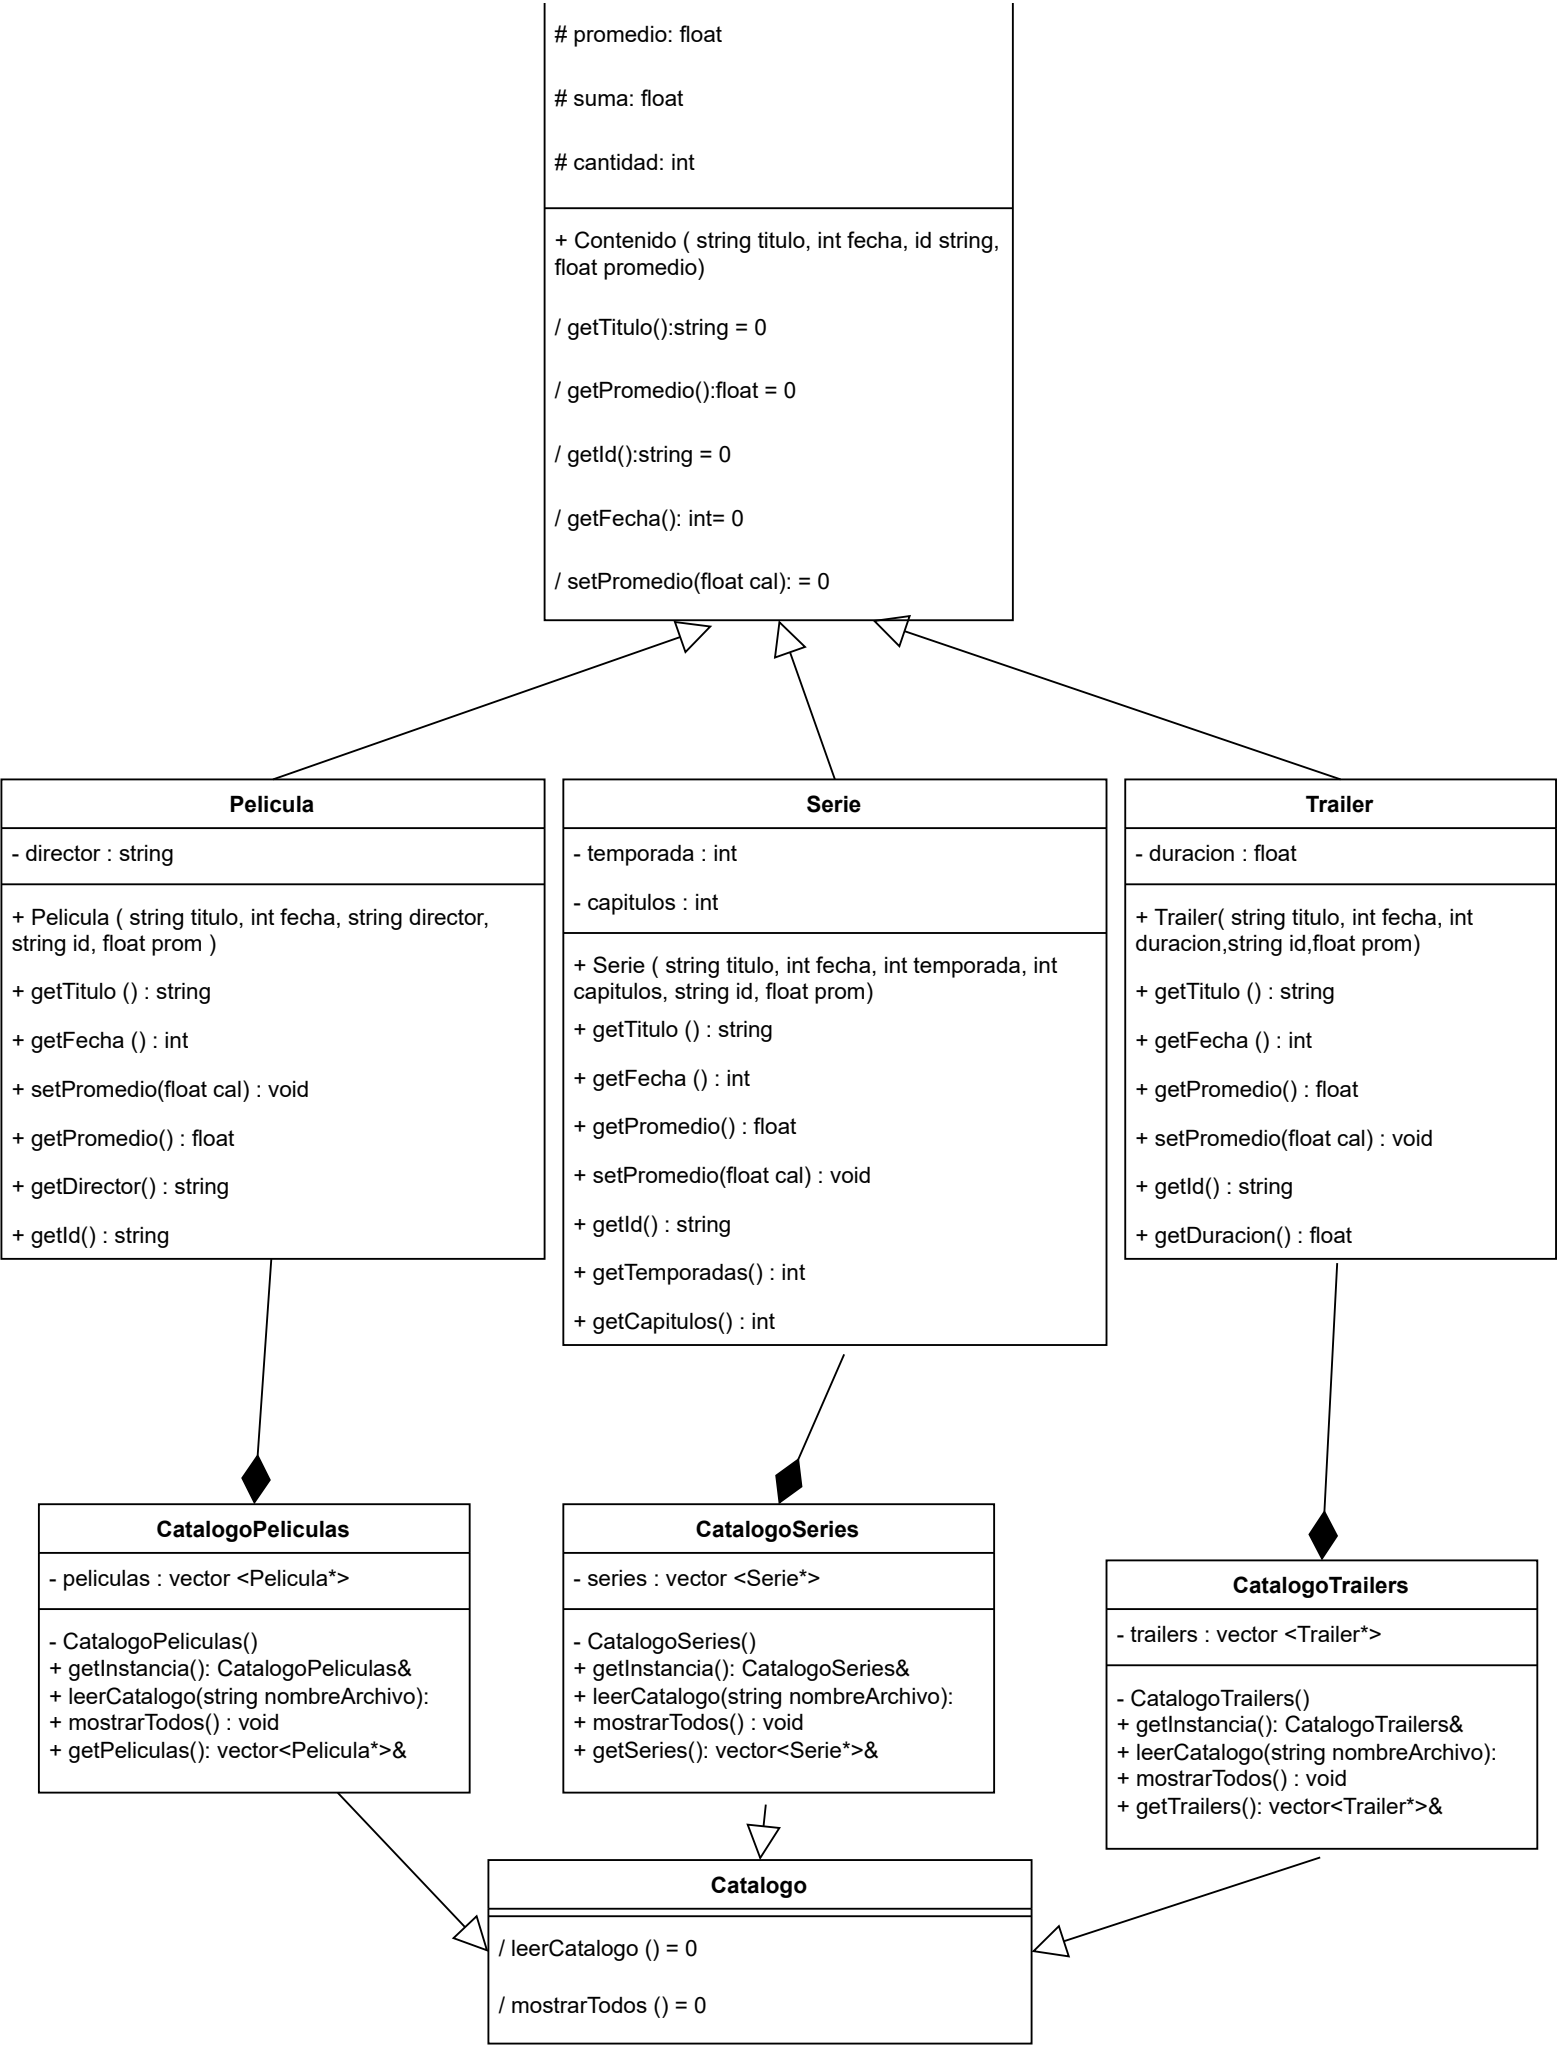 # promedio: float
# suma: float
# cantidad: int
+ Contenido ( string titulo, int fecha, id string,
float promedio)
/ getTitulo():string = 0
/ getPromedio():float = 0
/ getId():string = 0
/ getFecha(): int= 0
/ setPromedio(float cal): = 0
Pelicula
- director : string
+ Pelicula ( string titulo, int fecha, string director,
string id, float prom )
+ getTitulo () : string
+ getFecha () : int
+ setPromedio(float cal) : void
+ getPromedio() : float
+ getDirector() : string
+ getId() : string
Serie
- temporada : int
- capitulos : int
+ Serie ( string titulo, int fecha, int temporada, int
capitulos, string id, float prom)
+ getTitulo () : string
+ getFecha () : int
+ getPromedio() : float
+ setPromedio(float cal) : void
+ getId() : string
+ getTemporadas() : int
+ getCapitulos() : int
Trailer
- duracion : float
+ Trailer( string titulo, int fecha, int
duracion,string id,float prom)
+ getTitulo () : string
+ getFecha () : int
+ getPromedio() : float
+ setPromedio(float cal) : void
+ getId() : string
+ getDuracion() : float
CatalogoPeliculas
- peliculas : vector <Pelicula*>
- CatalogoPeliculas()
+ getInstancia(): CatalogoPeliculas&
+ leerCatalogo(string nombreArchivo):
+ mostrarTodos() : void
+ getPeliculas(): vector<Pelicula*>&
CatalogoSeries
- series : vector <Serie*>
- CatalogoSeries()
+ getInstancia(): CatalogoSeries&
+ leerCatalogo(string nombreArchivo):
+ mostrarTodos() : void
+ getSeries(): vector<Serie*>&
CatalogoTrailers
- trailers : vector <Trailer*>
- CatalogoTrailers()
+ getInstancia(): CatalogoTrailers&
+ leerCatalogo(string nombreArchivo):
+ mostrarTodos() : void
+ getTrailers(): vector<Trailer*>&
Catalogo
/ leerCatalogo () = 0
/ mostrarTodos () = 0